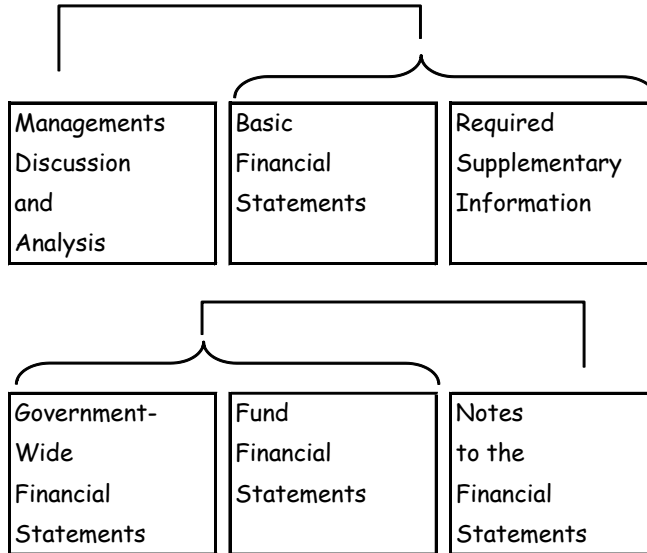 Managements
Discussion
and
Analysis
Basic
Financial
Statements
Required
Supplementary
Information
Government-
Wide
Financial
Statements
Fund
Financial
Statements
Notes
to the
Financial
Statements